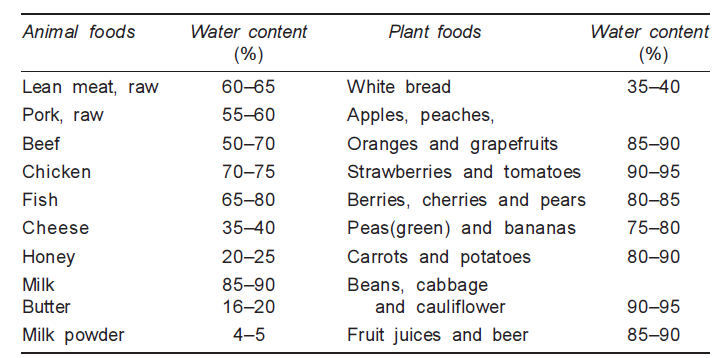 Animal foods Water content Plant foods Water content
(%) (%)
Lean meat, raw 60–65 White bread 35–40
Pork, raw 55–60 Apples, peaches,
Beef 50–70 Oranges and grapefruits 85–90
Chicken 70–75 Strawberries and tomatoes 90–95
Fish 65–80 Berries, cherries and pears 80–85
Cheese 35–40 Peas(green) and bananas 75–80
Honey 20–25 Carrots and potatoes 80–90
Milk 85–90 Beans, cabbage
Butter 16–20 and cauliflower 90–95
Milk powder 4–5 Fruit juices and beer 85–90